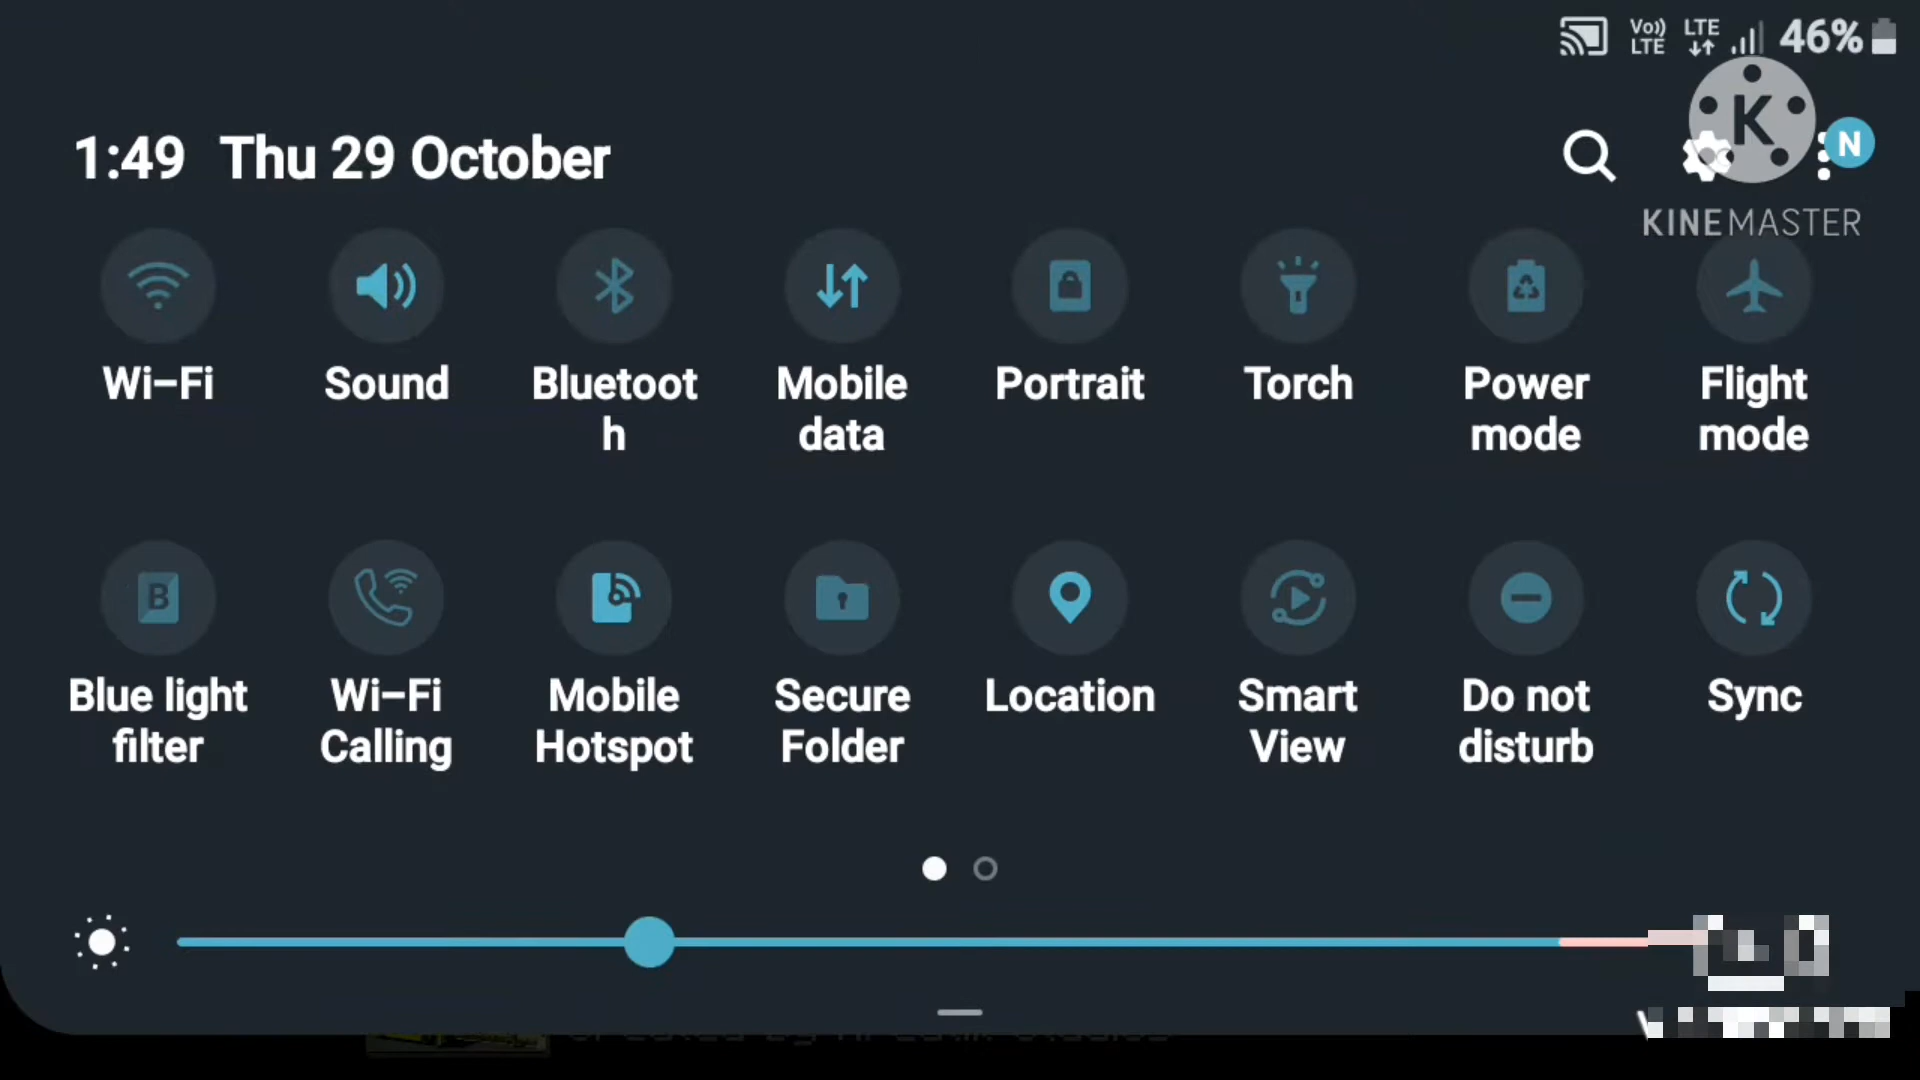 Vo)) LTE LTE 46%
1:49 Thu 29 October
K
N
KINEMASTER
Wi-Fi Sound Bluetoot Mobile Portrait Torch Power Flight
h data mode mode
B
Blue light Wi-Fi Mobile Secure Location Smart Do not Sync
filter Calling Hotspot Folder View disturb